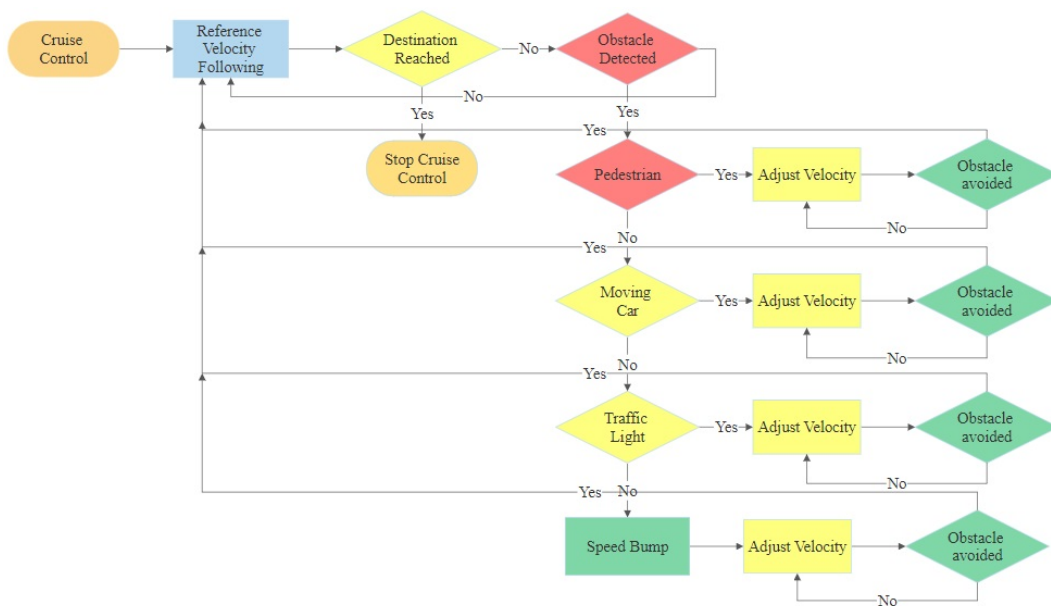 Cruise
Control
Reference
Velocity
Following
Destination
Reached
No
Obstacle
Detected
No
Yes
Yes
Stop Cruise
Control
Yes
Pedestrian
Yes
Adjust Velocity
Obstacle
avoided
No
No
Yes
Moving
Car
Yes
Adjust Velocity
Obstacle
avoided
No
No
Yes
Traffic
Light
Yes
Adjust Velocity
Obstacle
avoided
No
No
Yes
Speed Bump
Adjust Velocity
Obstacle
avoided
No